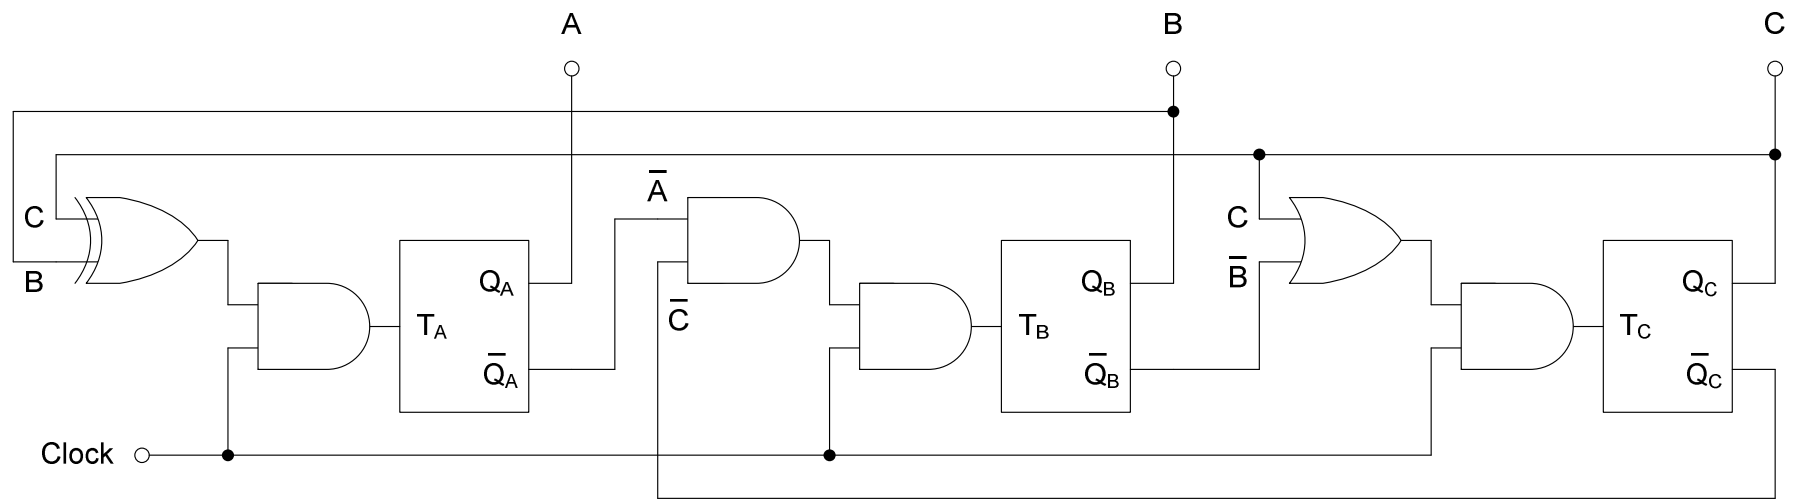 A
B
C
A̅
C
C
B̅
B
Q_A
Q_B
Q_C
C̅
T_A
T_B
T_C
Q̅_A
Q̅_B
Q̅_C
Clock